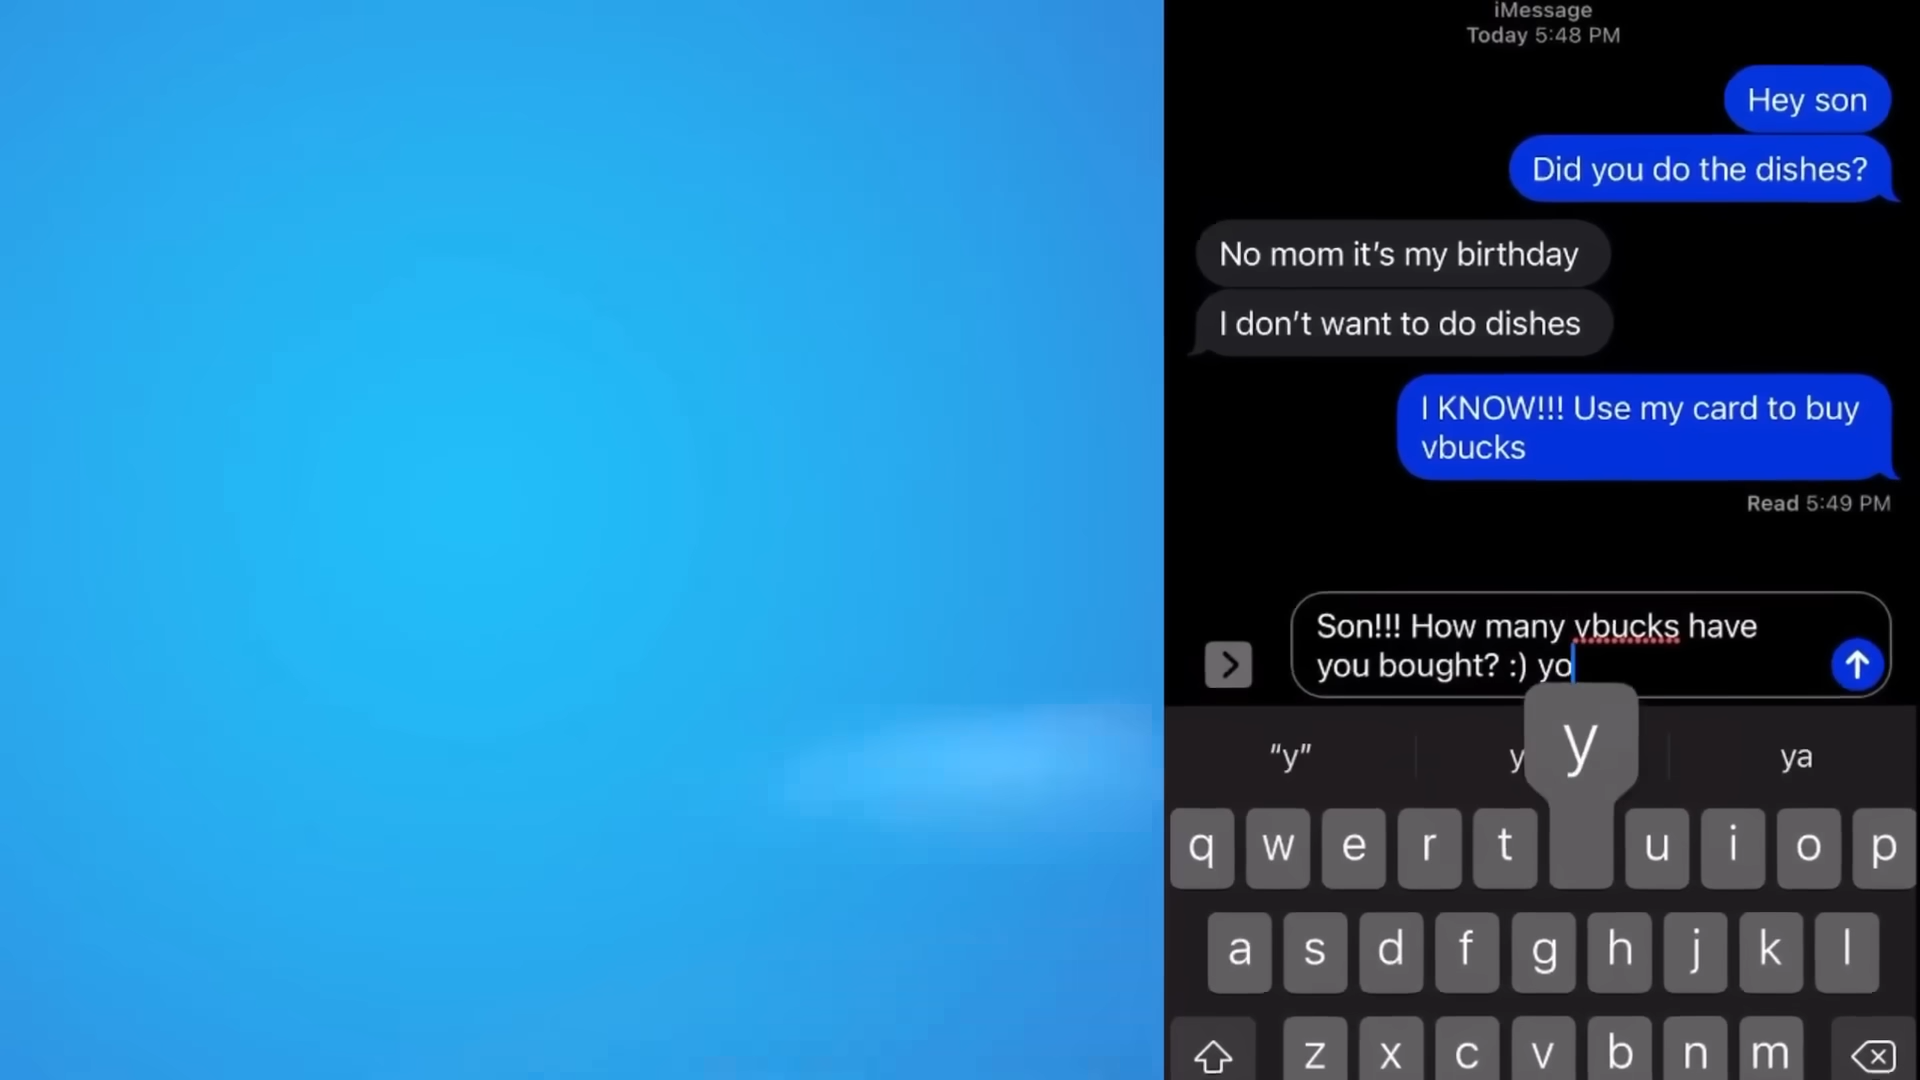 iMessage
Today 5:48 PM
Hey son
Did you do the dishes?
No mom it's my birthday
I don't want to do dishes
I KNOW!!! Use my card to buy
vbucks
Read 5:49 PM
Son!!! How many vbucks have
you bought? :) yo
"y" y ya
y
q w e r t u i o p
a s d f g h j k l
z x c v b n m